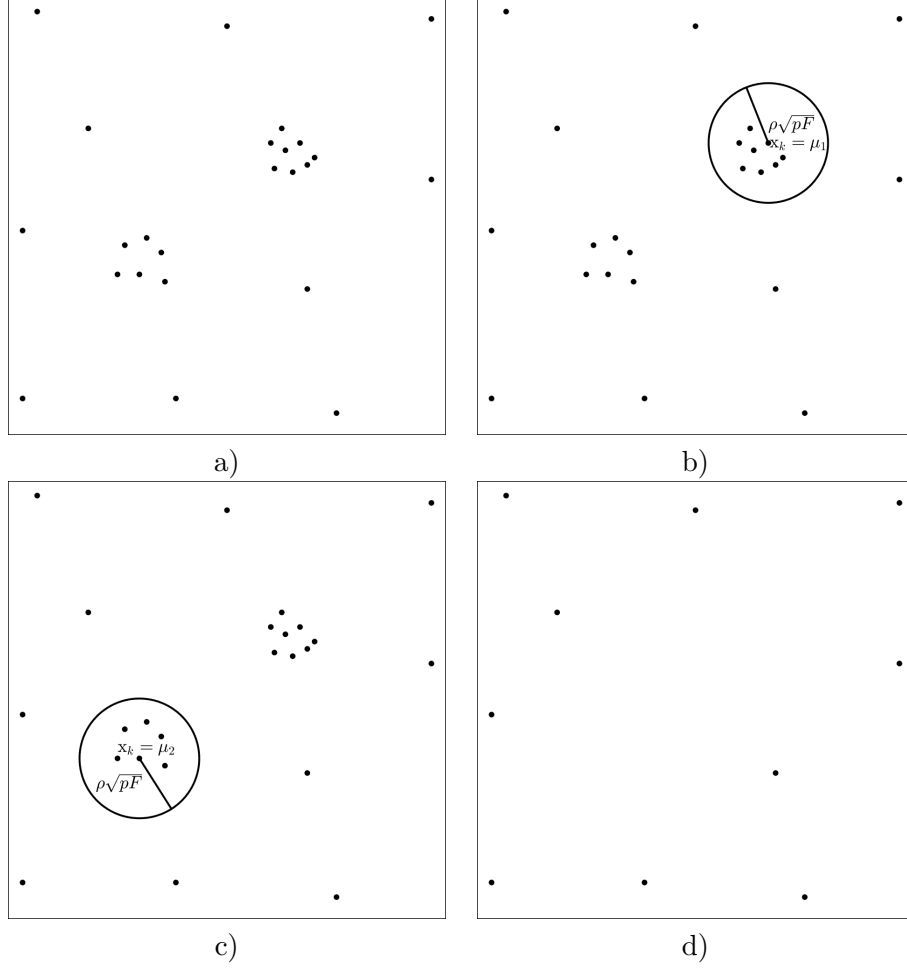 ρ√pF
x_k = μ_1
a) b)
x_k = μ_2
ρ√pF
c) d)